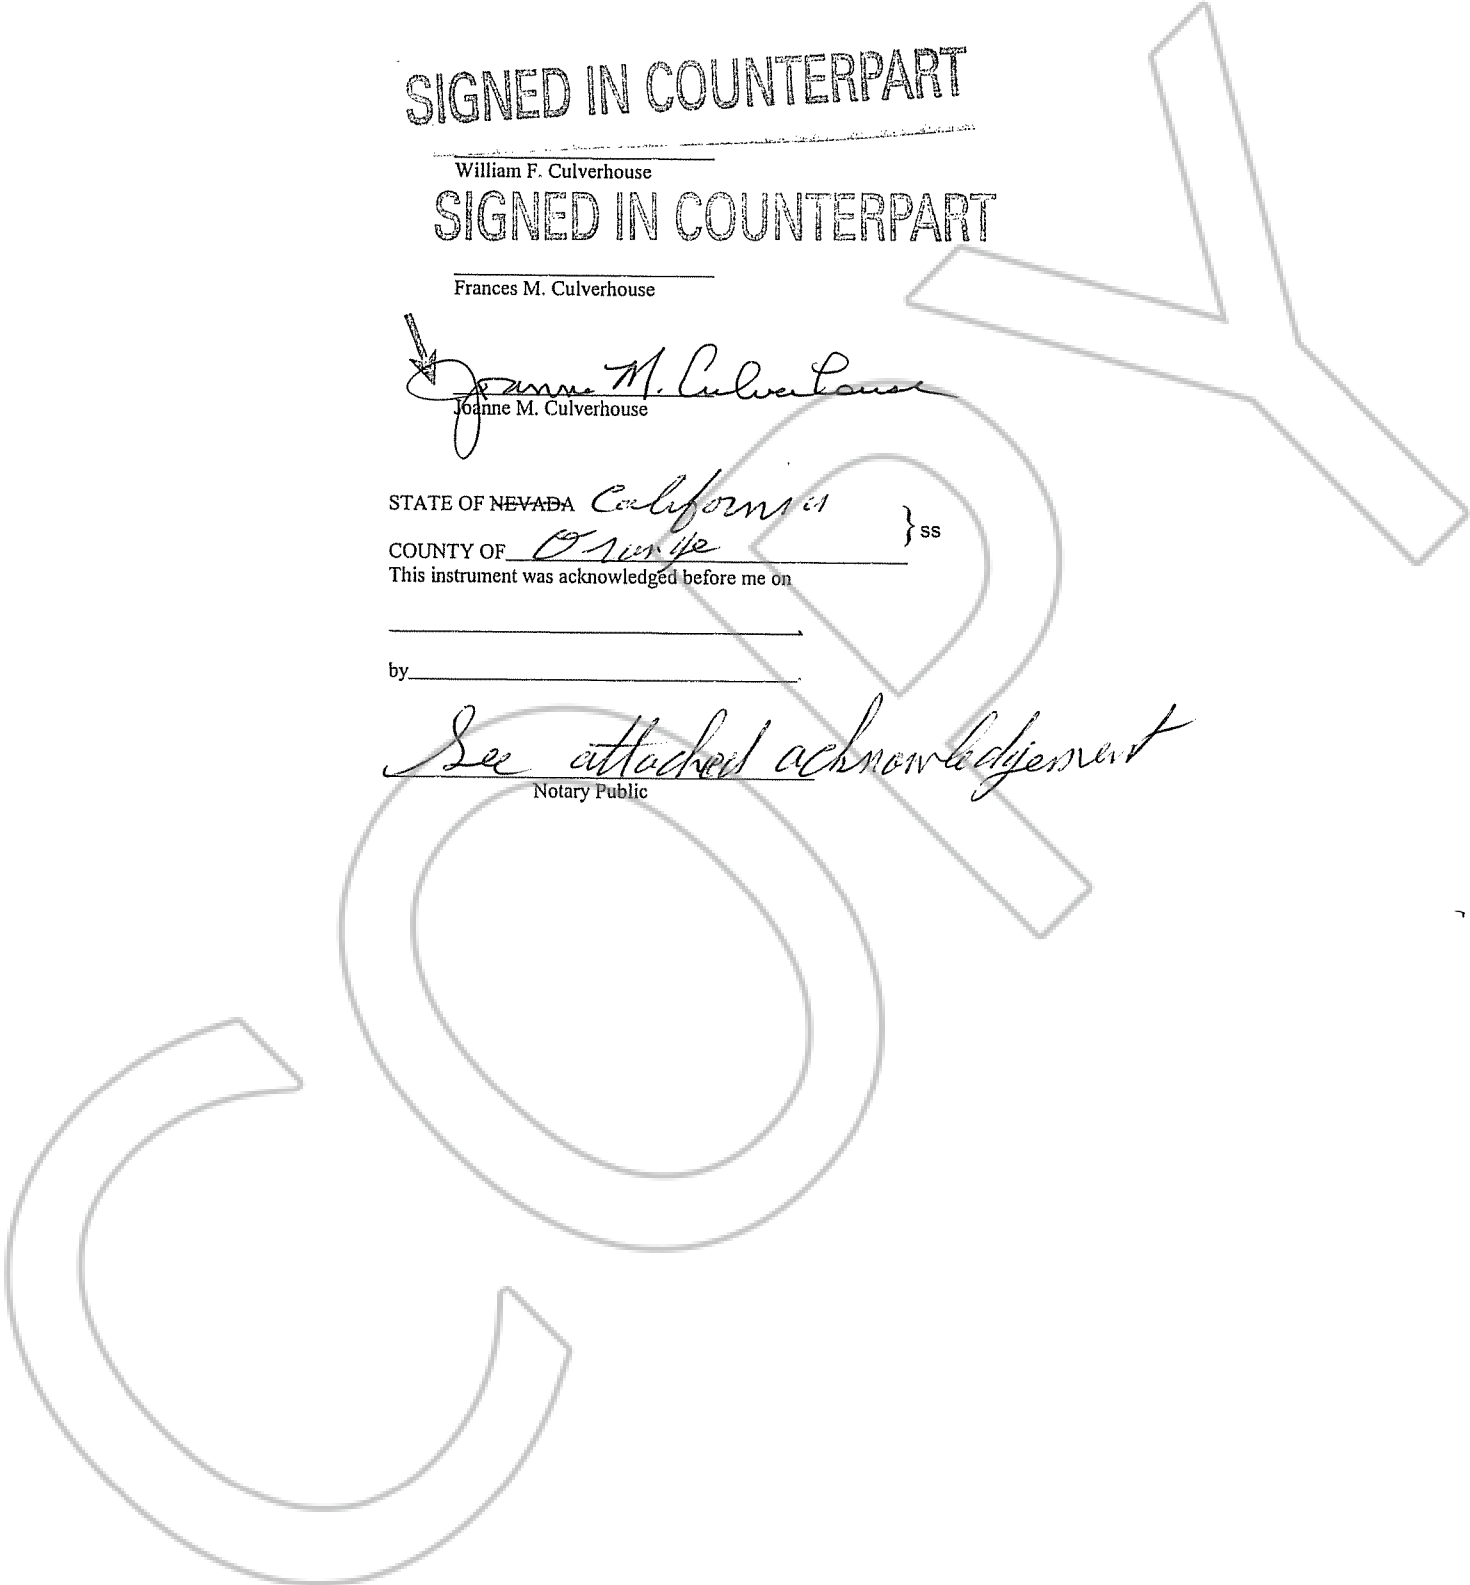 SIGNED IN COUNTERPART
William F. Culverhouse
SIGNED IN COUNTERPART
Frances M. Culverhouse
Joanne M. Culverhouse
Joanne M. Culverhouse
STATE OF NEVADA California
COUNTY OF Orange } ss
This instrument was acknowledged before me on
by
See attached acknowledgement
Notary Public
COPY